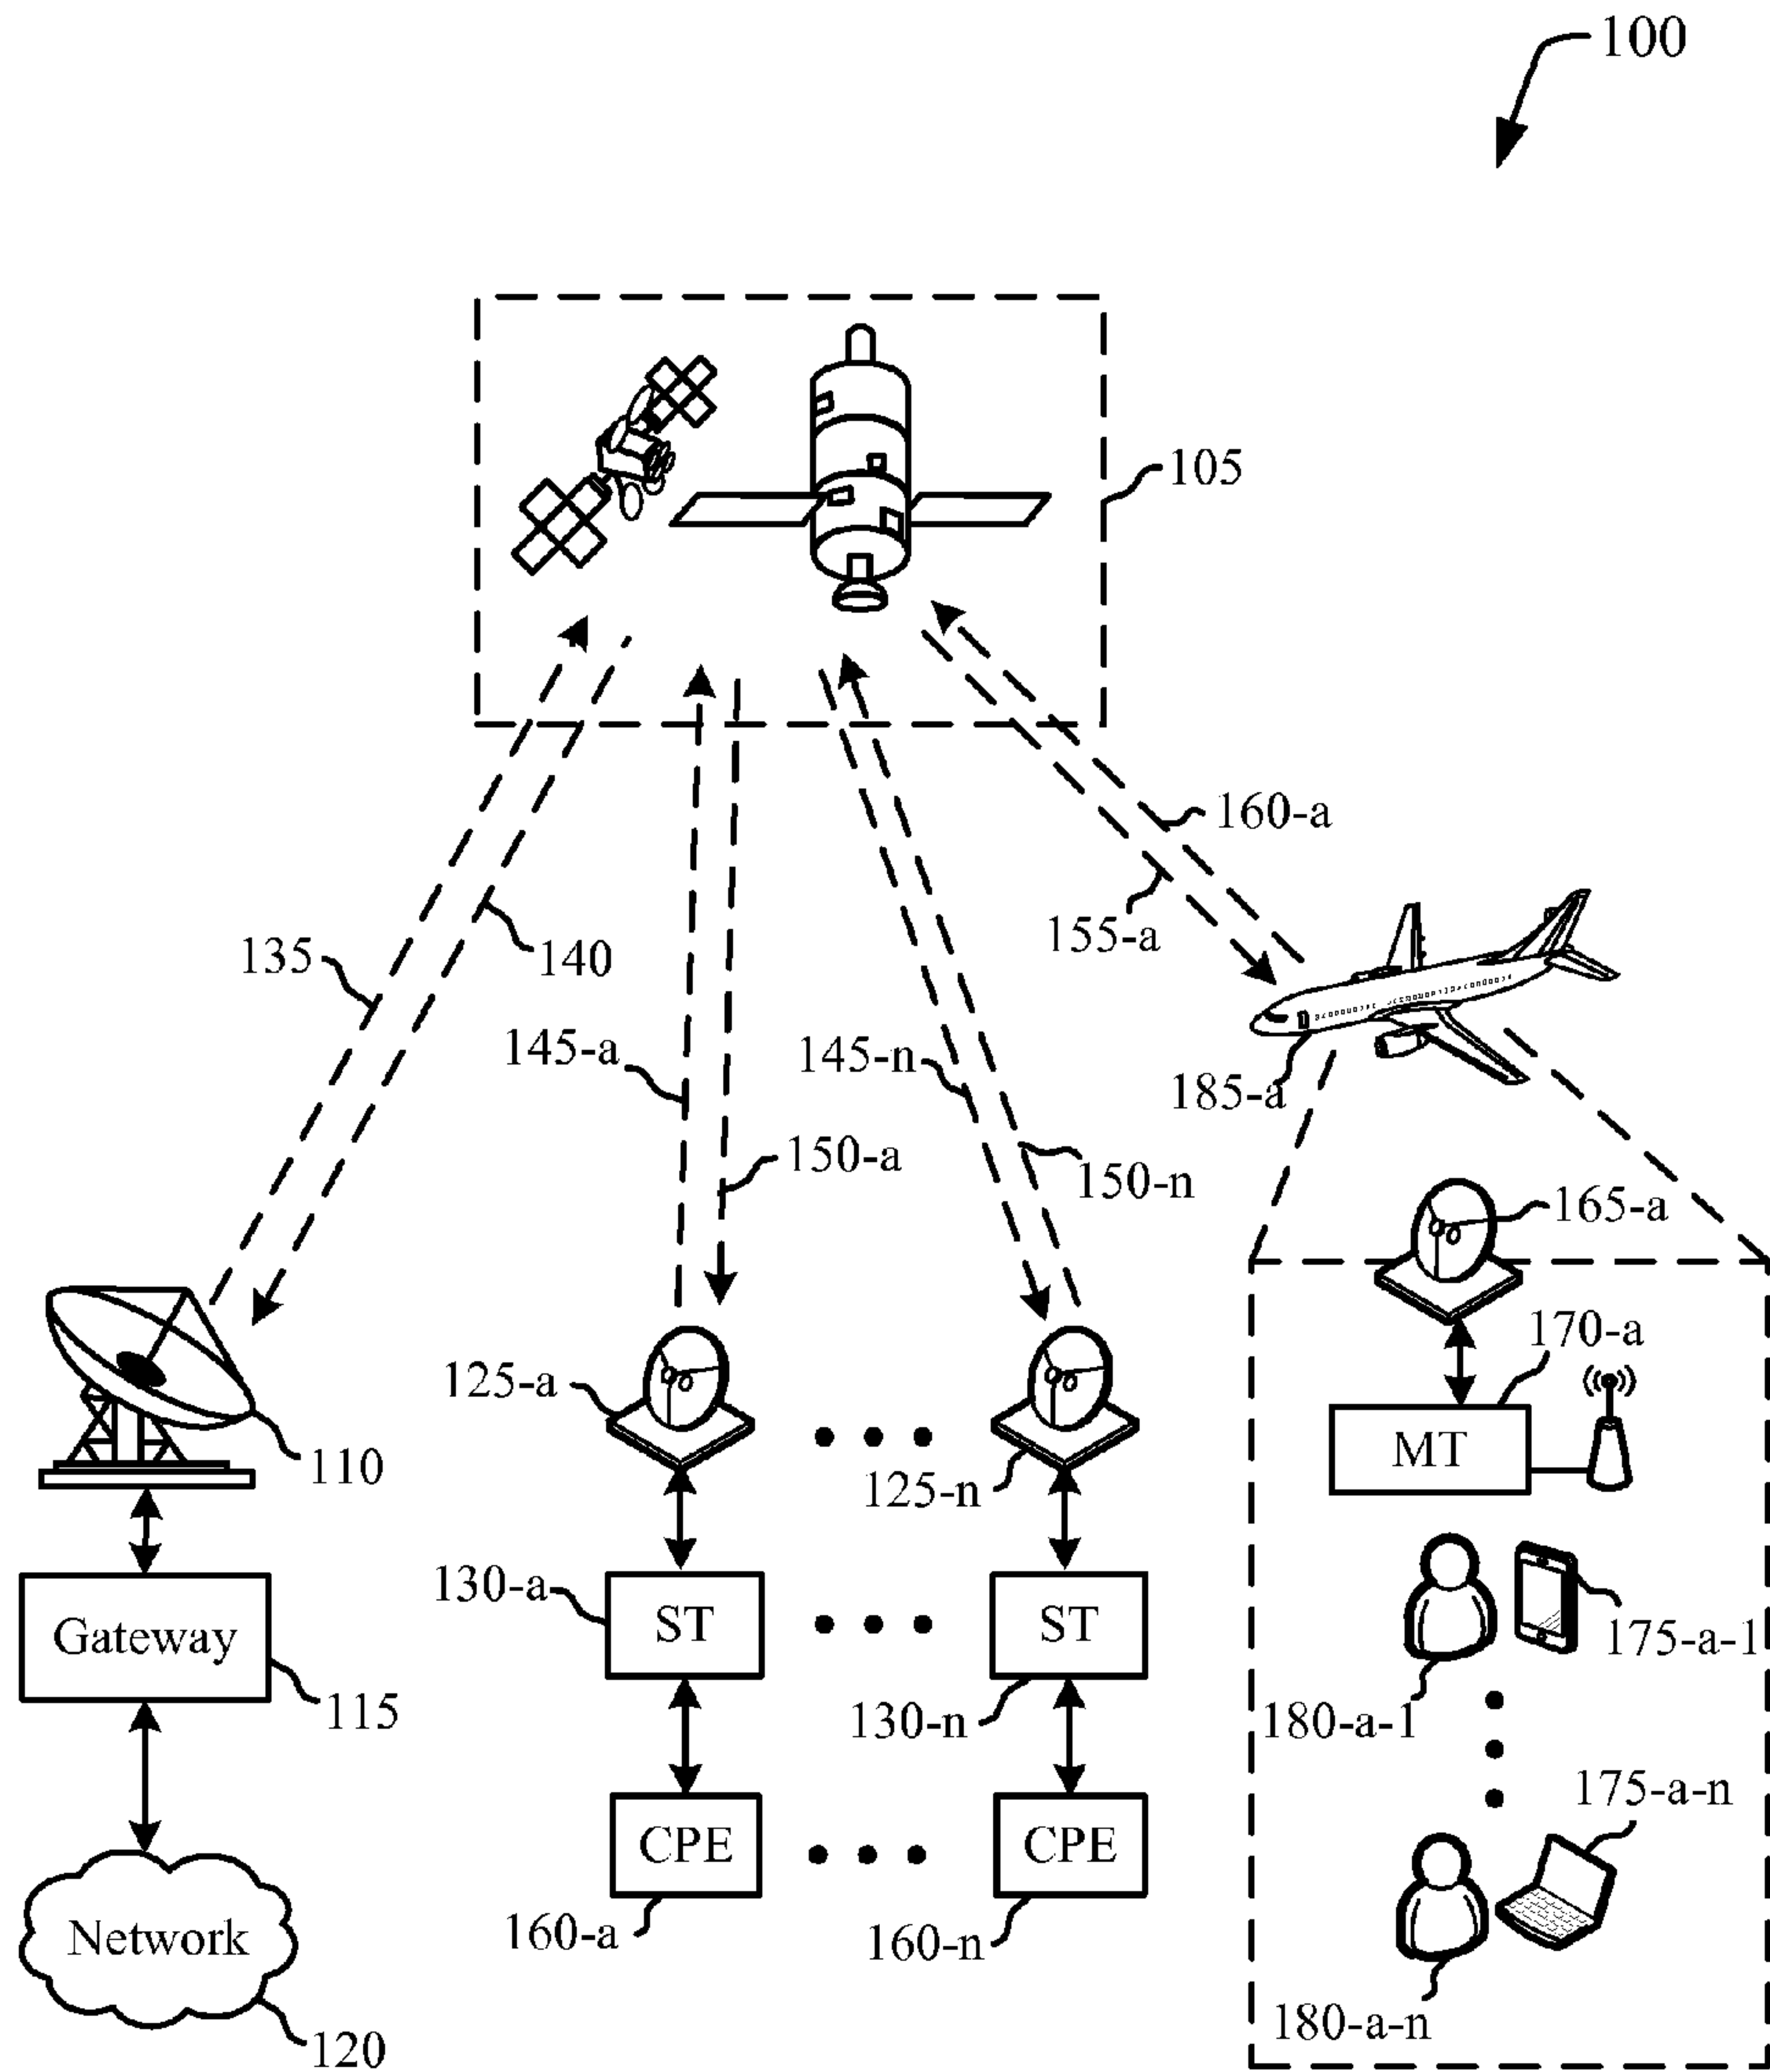 100
105
160-a
155-a
135
140
145-a
145-n
185-a
150-a
150-n
165-a
170-a
125-a
110
125-n
MT
130-a
ST
ST
Gateway
175-a-1
115
130-n
180-a-1
175-a-n
CPE
CPE
160-a
160-n
Network
180-a-n
120